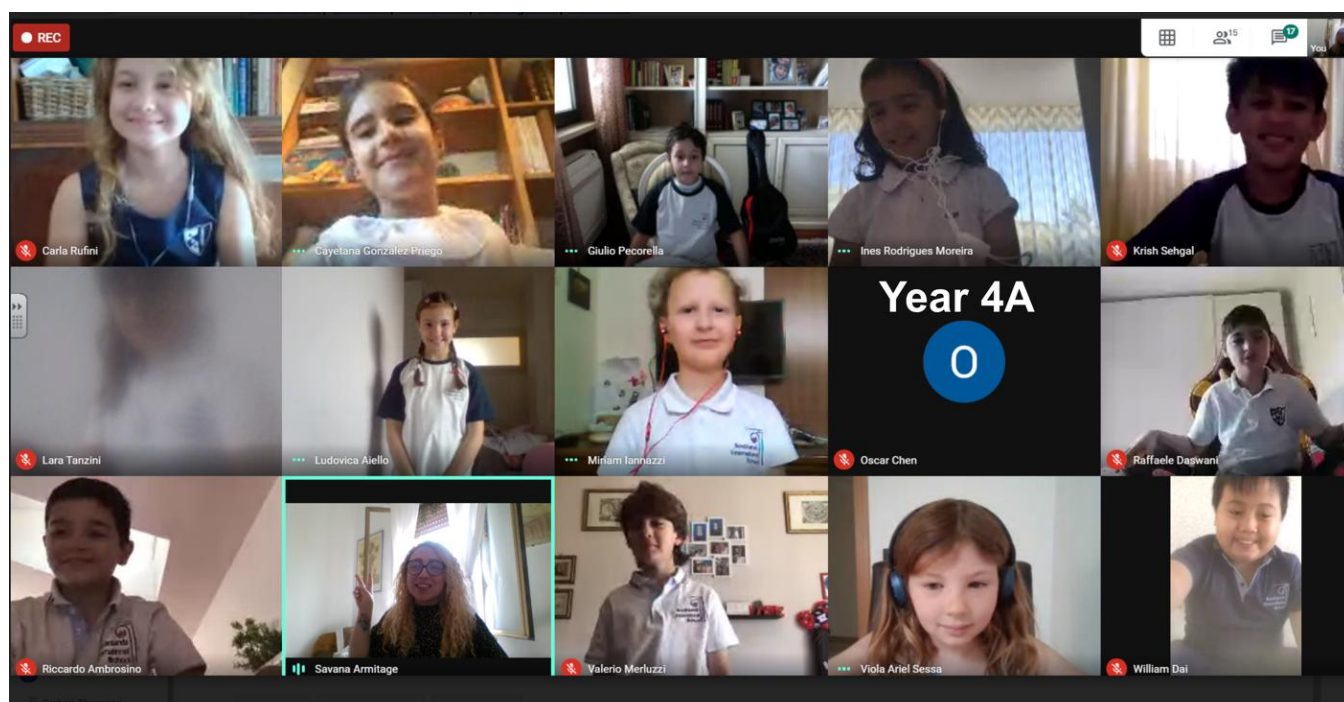 REC
15
17
You
Carla Rufini
Cayetana Gonzalez Priego
Giulio Pecorella
Ines Rodrigues Moreira
Krish Sehgal
Year 4A
O
Lara Tanzini
Ludovica Aiello
Miriam Iannazzi
Oscar Chen
Raffaele Daswani
Riccardo Ambrosino
Savana Armitage
Valerio Merluzzi
Viola Ariel Sessa
William Dai